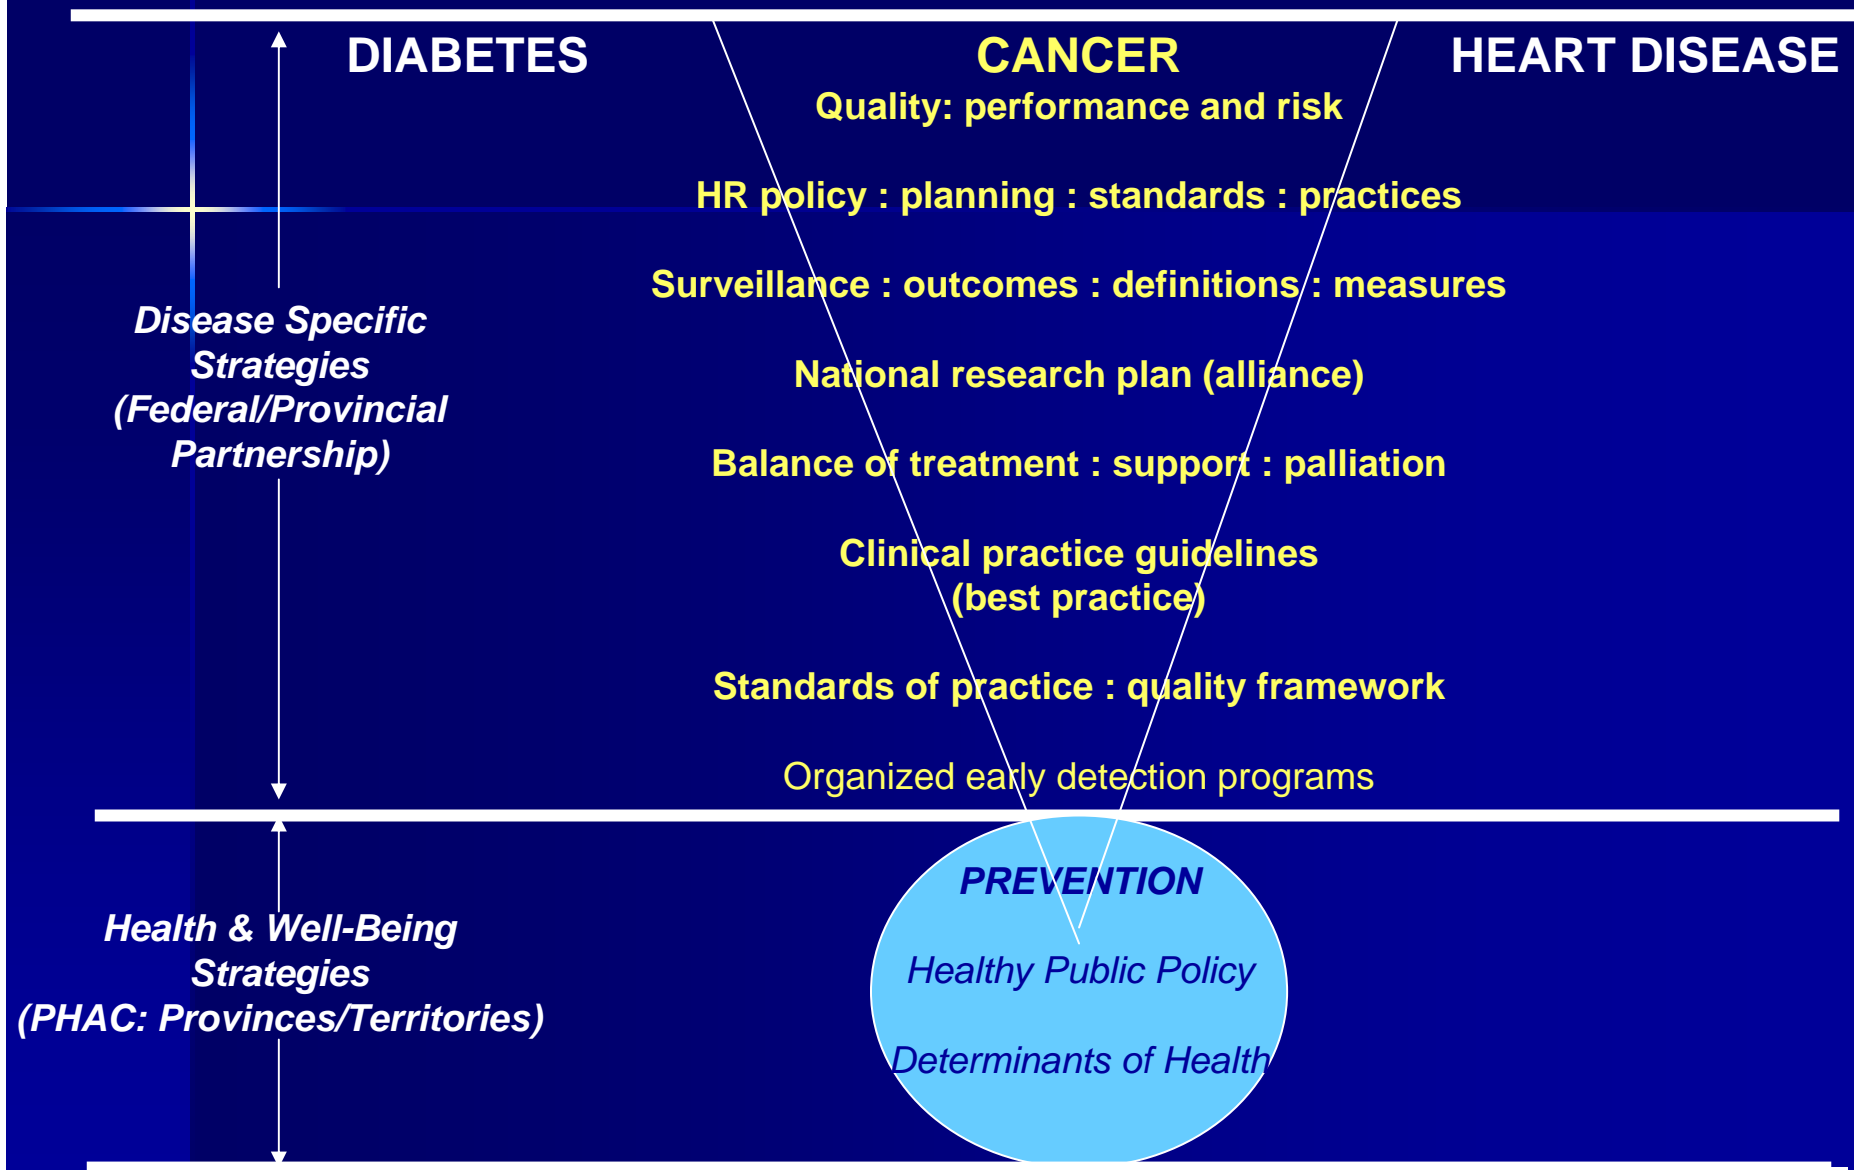 DIABETES
CANCER
HEART DISEASE
Quality: performance and risk
HR policy : planning : standards : practices
Surveillance : outcomes : definitions : measures
National research plan (alliance)
Balance of treatment : support : palliation
Clinical practice guidelines
(best practice)
Standards of practice : quality framework
Organized early detection programs
Disease Specific
Strategies
(Federal/Provincial
Partnership)
PREVENTION
Healthy Public Policy
Determinants of Health
Health & Well-Being
Strategies
(PHAC: Provinces/Territories)